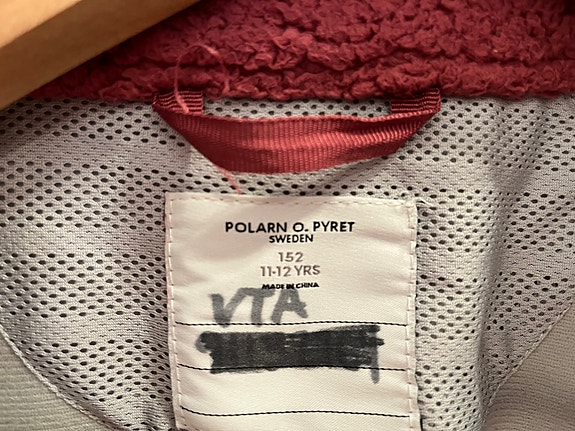 POLARN O. PYRET
SWEDEN
152
11-12 YRS
MADE IN CHINA
VTA